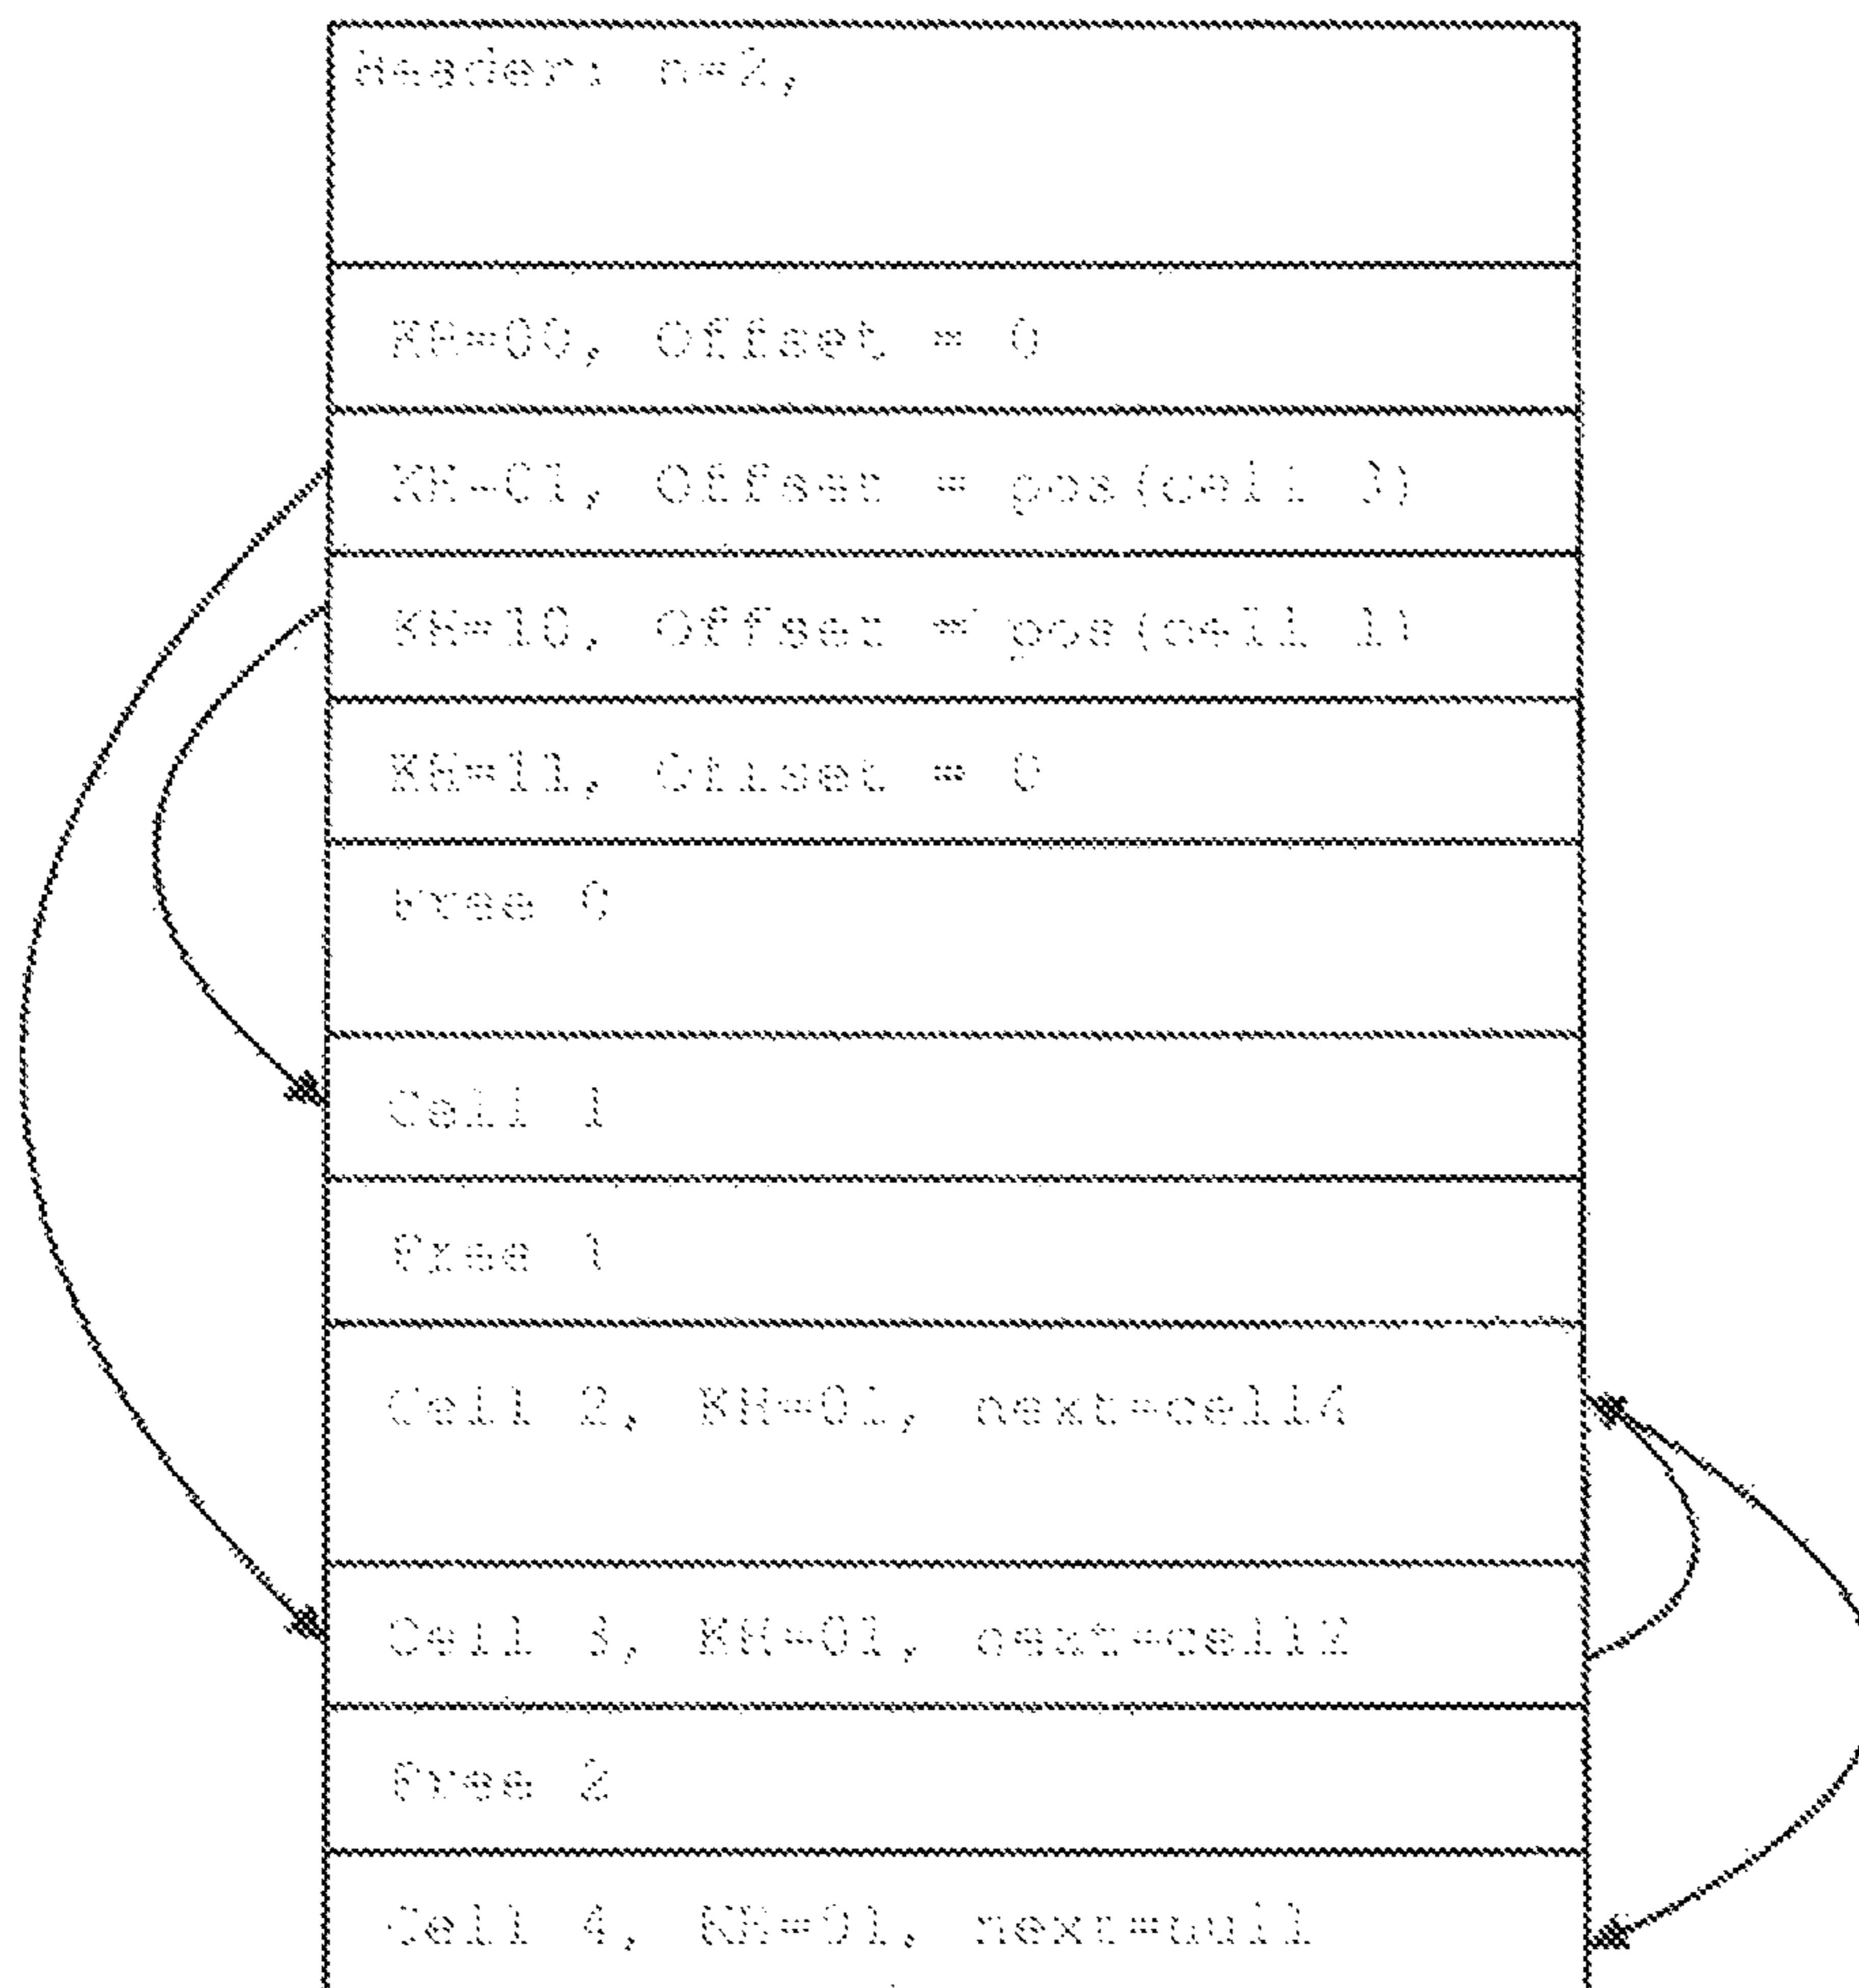 Header: n=2,
KH=00, Offset = 0
KH=01, Offset = pos(cell 3)
KH=10, Offset = pos(cell 1)
KH=11, Offset = 0
Free 0
Cell 1
Free 1
Cell 2, KH=01, next=cell4
Cell 3, KH=01, next=cell2
Free 2
Cell 4, KH=01, next=null